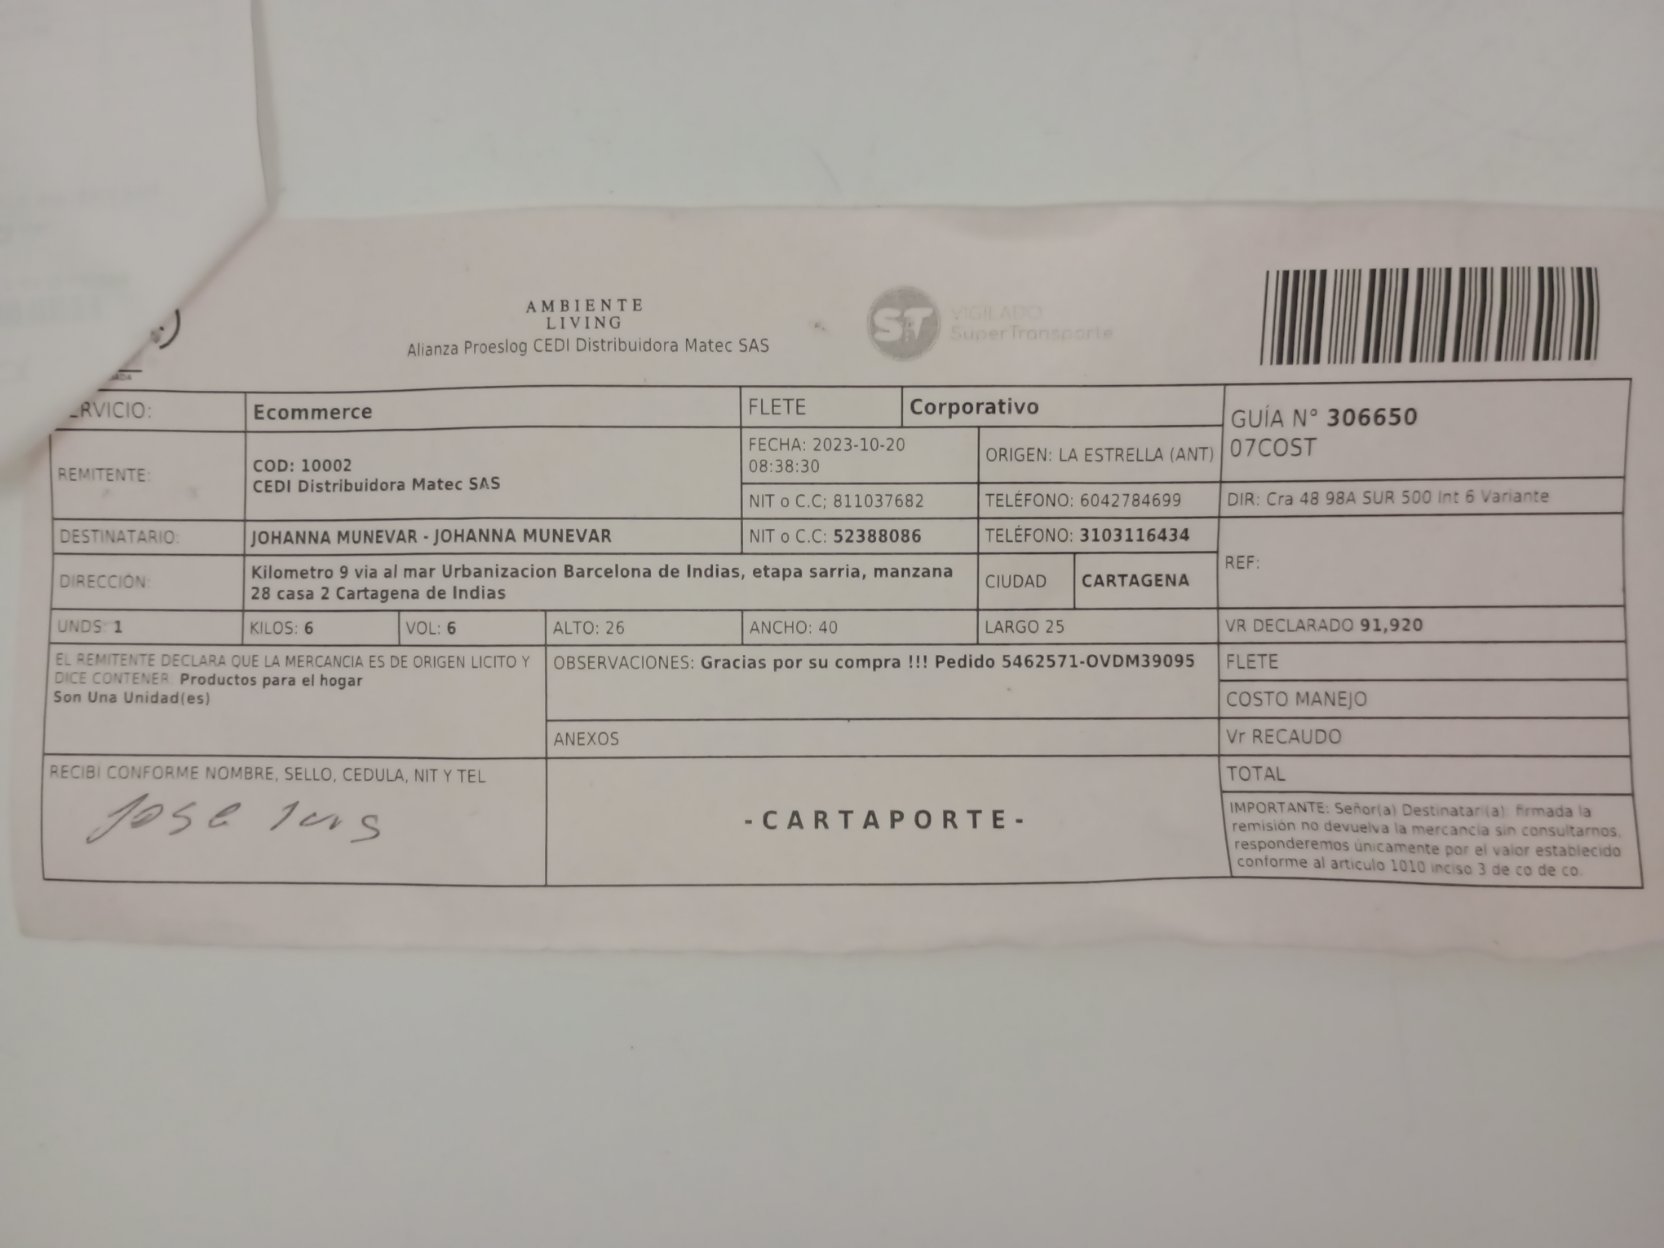 AMBIENTE
LIVING
Alianza Proeslog CEDI Distribuidora Matec SAS
ST VIGILADO
SuperTransporte
ERVICIO: Ecommerce FLETE Corporativo
GUÍA N° 306650
07COST
REMITENTE:
COD: 10002
CEDI Distribuidora Matec SAS
FECHA: 2023-10-20
08:38:30
ORIGEN: LA ESTRELLA (ANT)
NIT o C.C; 811037682 TELÉFONO: 6042784699 DIR: Cra 48 98A SUR 500 Int 6 Variante
DESTINATARIO: JOHANNA MUNEVAR - JOHANNA MUNEVAR NIT o C.C: 52388086 TELÉFONO: 3103116434
REF:
DIRECCIÓN:
Kilometro 9 via al mar Urbanizacion Barcelona de Indias, etapa sarria, manzana
28 casa 2 Cartagena de Indias
CIUDAD CARTAGENA
UNDS: 1 KILOS: 6 VOL: 6 ALTO: 26 ANCHO: 40 LARGO 25 VR DECLARADO 91,920
EL REMITENTE DECLARA QUE LA MERCANCIA ES DE ORIGEN LICITO Y
DICE CONTENER: Productos para el hogar
Son Una Unidad(es)
OBSERVACIONES: Gracias por su compra !!! Pedido 5462571-OVDM39095
FLETE
COSTO MANEJO
ANEXOS
Vr RECAUDO
RECIBI CONFORME NOMBRE, SELLO, CEDULA, NIT Y TEL
TOTAL
Jose luis
-CARTAPORTE-
IMPORTANTE: Señor(a) Destinatari(a): firmada la
remisión no devuelva la mercancia sin consultarnos,
responderemos únicamente por el valor establecido
conforme al articulo 1010 inciso 3 de co de co.